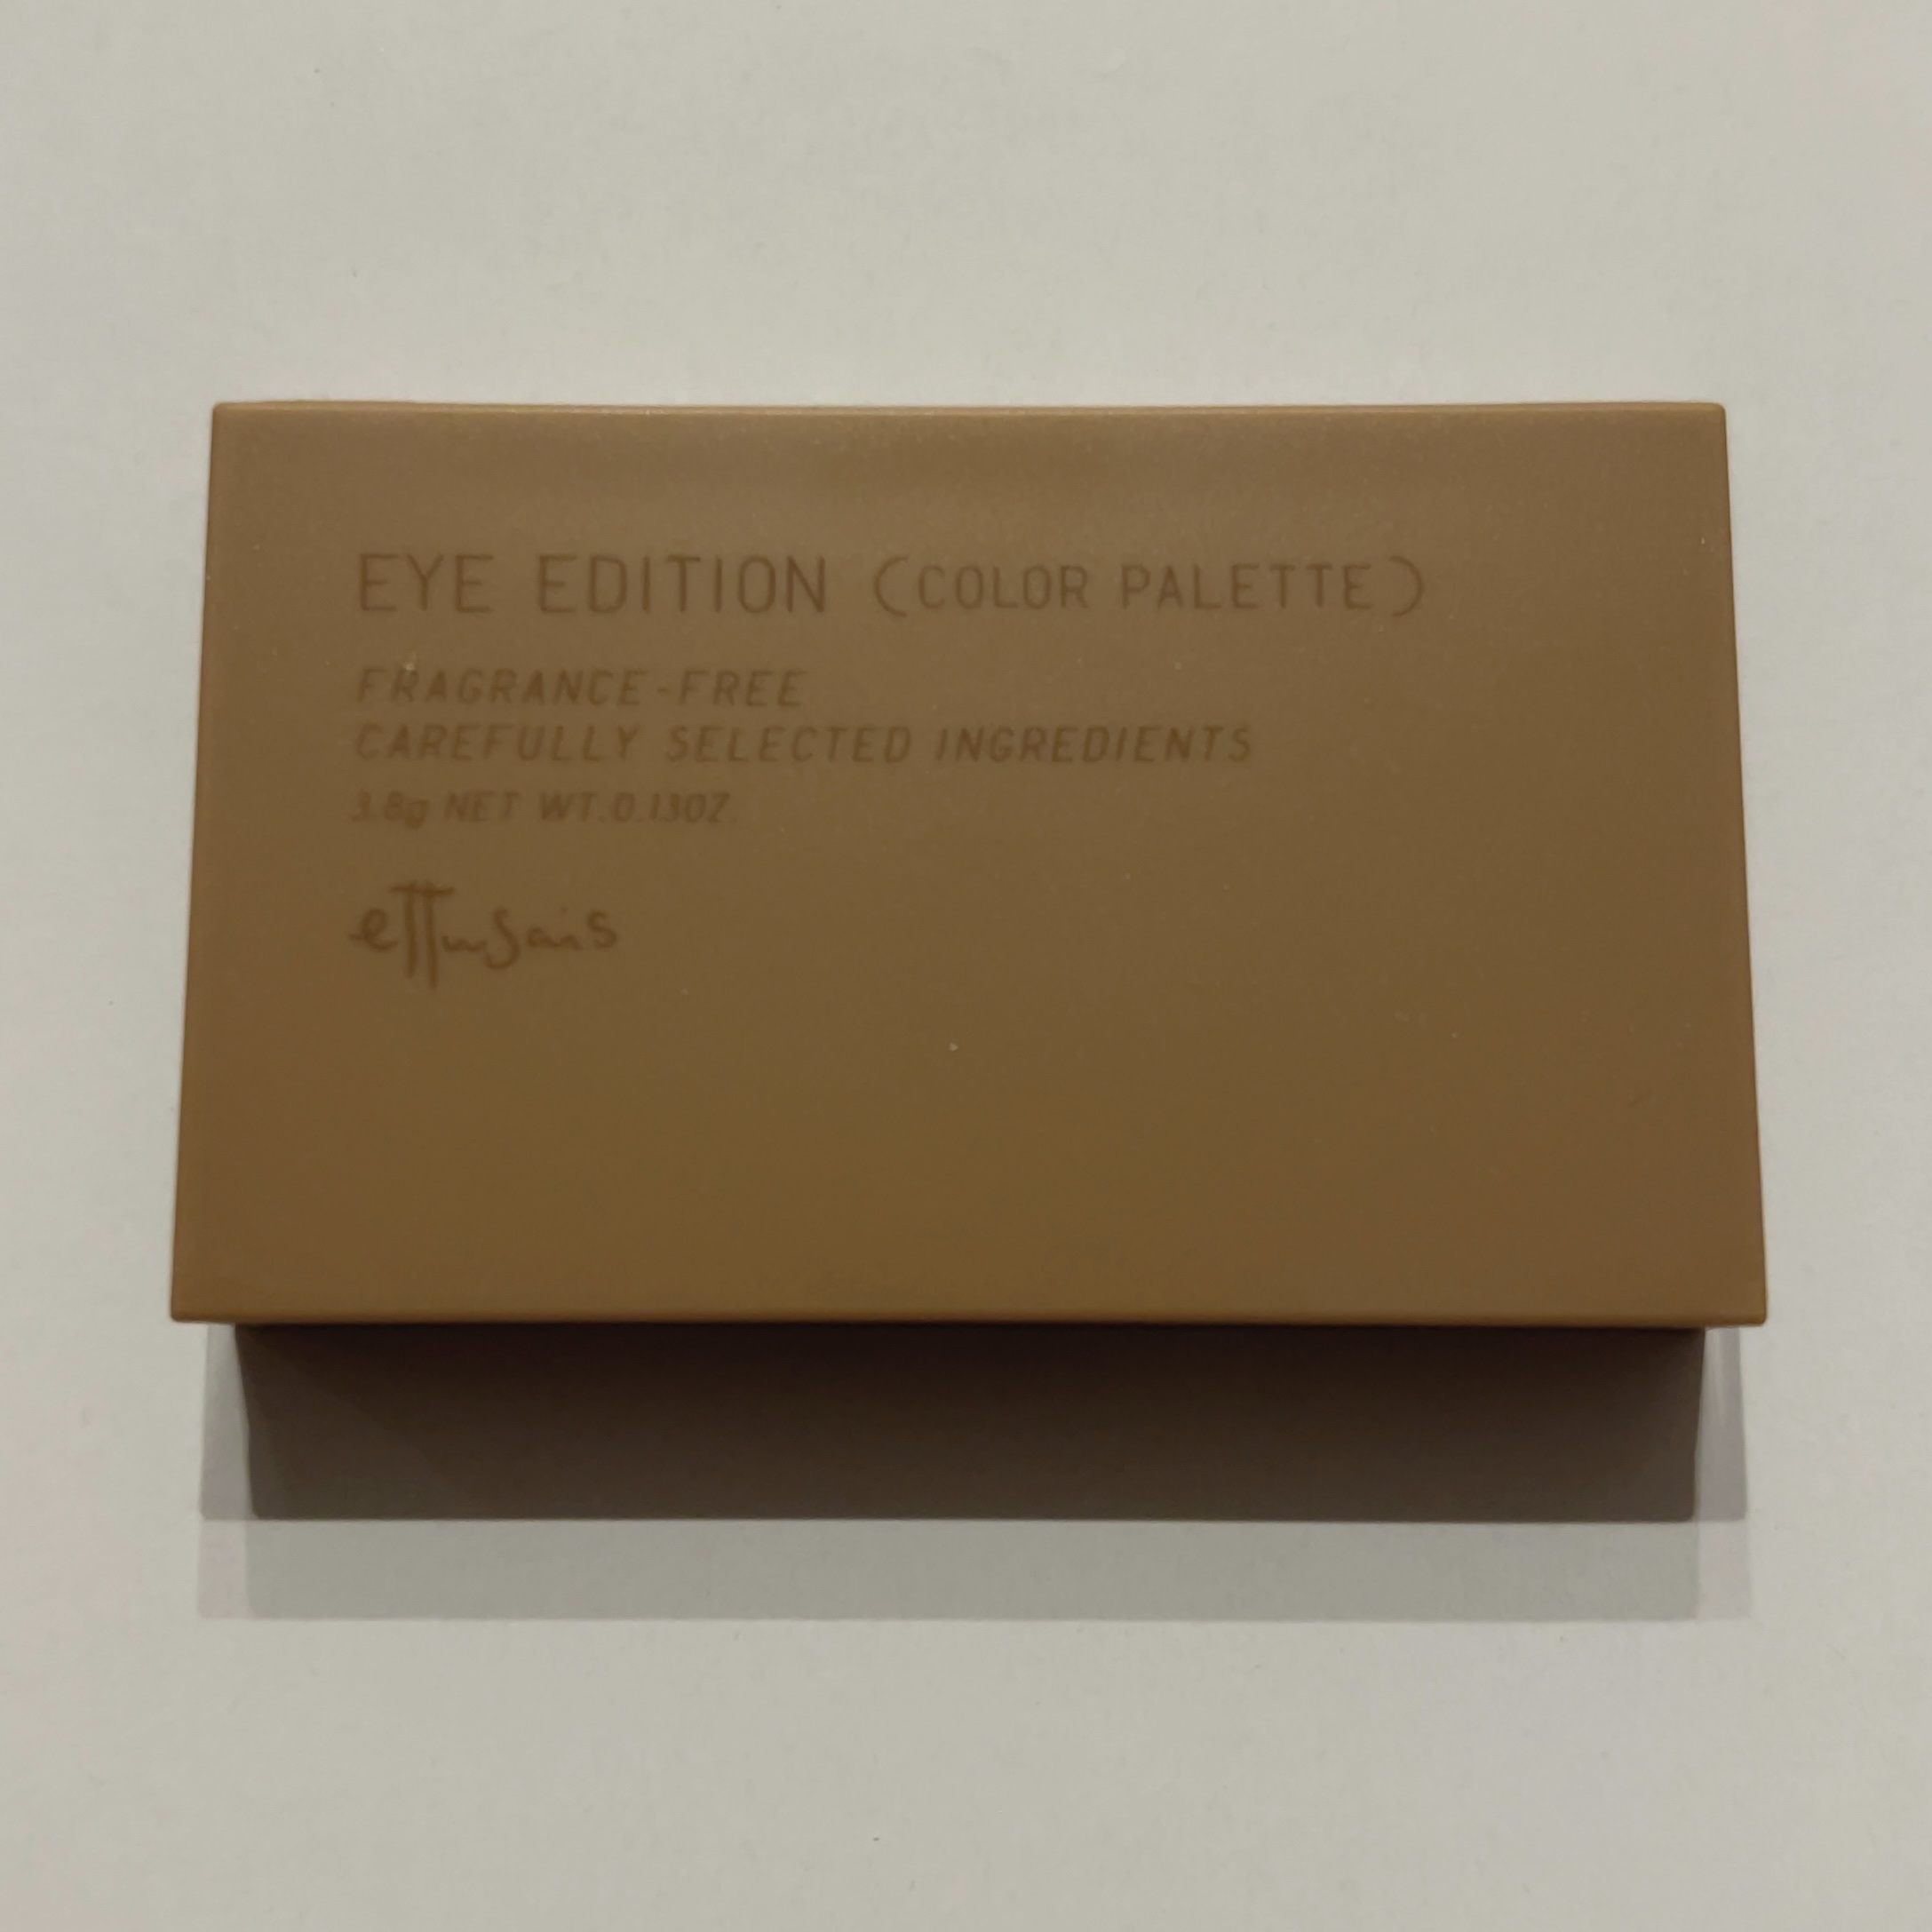 EYE EDITION (COLOR PALETTE)
FRAGRANCE-FREE
CAREFULLY SELECTED INGREDIENTS
3.8g NET WT.0.13OZ.
ettusais